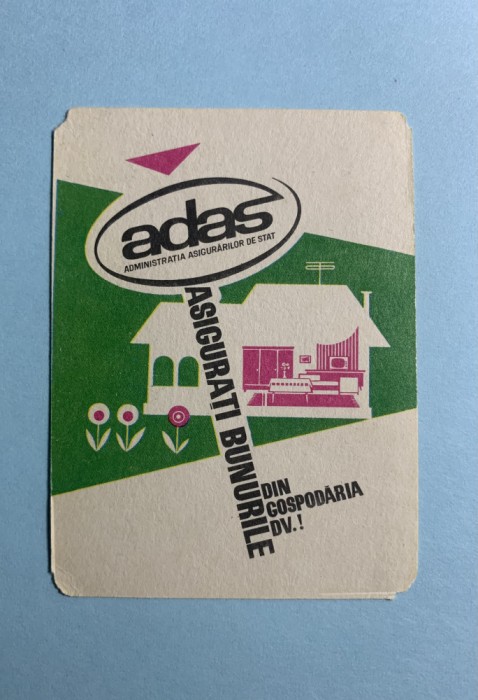 adas
ADMINISTRATIA ASIGURĂRILOR DE STAT
ASIGURATI BUNURILE
DIN
GOSPODĂRIA
DV.!